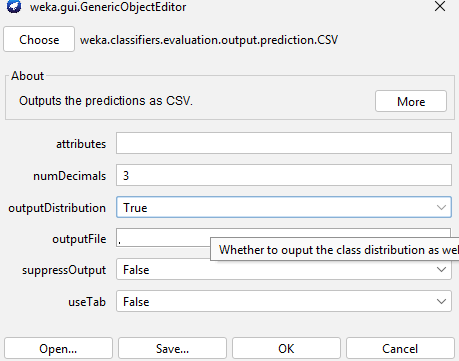 weka.gui.GenericObjectEditor
Choose weka.classifiers.evaluation.output.prediction.CSV
About
Outputs the predictions as CSV. More
attributes
numDecimals 3
outputDistribution True
outputFile .
Whether to ouput the class distribution as wel
suppressOutput False
useTab False
Open... Save... OK Cancel